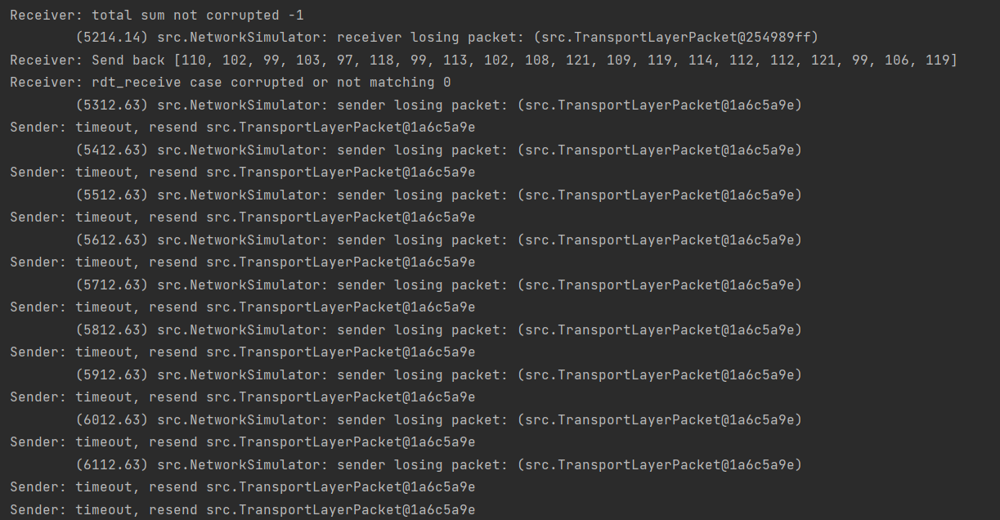 Receiver: total sum not corrupted -1
(5214.14) src.NetworkSimulator: receiver losing packet: (src.TransportLayerPacket@254989ff)
Receiver: Send back [110, 102, 99, 103, 97, 118, 99, 113, 102, 108, 121, 109, 119, 114, 112, 112, 121, 99, 106, 119]
Receiver: rdt_receive case corrupted or not matching 0
(5312.63) src.NetworkSimulator: sender losing packet: (src.TransportLayerPacket@1a6c5a9e)
Sender: timeout, resend src.TransportLayerPacket@1a6c5a9e
(5412.63) src.NetworkSimulator: sender losing packet: (src.TransportLayerPacket@1a6c5a9e)
Sender: timeout, resend src.TransportLayerPacket@1a6c5a9e
(5512.63) src.NetworkSimulator: sender losing packet: (src.TransportLayerPacket@1a6c5a9e)
Sender: timeout, resend src.TransportLayerPacket@1a6c5a9e
(5612.63) src.NetworkSimulator: sender losing packet: (src.TransportLayerPacket@1a6c5a9e)
Sender: timeout, resend src.TransportLayerPacket@1a6c5a9e
(5712.63) src.NetworkSimulator: sender losing packet: (src.TransportLayerPacket@1a6c5a9e)
Sender: timeout, resend src.TransportLayerPacket@1a6c5a9e
(5812.63) src.NetworkSimulator: sender losing packet: (src.TransportLayerPacket@1a6c5a9e)
Sender: timeout, resend src.TransportLayerPacket@1a6c5a9e
(5912.63) src.NetworkSimulator: sender losing packet: (src.TransportLayerPacket@1a6c5a9e)
Sender: timeout, resend src.TransportLayerPacket@1a6c5a9e
(6012.63) src.NetworkSimulator: sender losing packet: (src.TransportLayerPacket@1a6c5a9e)
Sender: timeout, resend src.TransportLayerPacket@1a6c5a9e
(6112.63) src.NetworkSimulator: sender losing packet: (src.TransportLayerPacket@1a6c5a9e)
Sender: timeout, resend src.TransportLayerPacket@1a6c5a9e
Sender: timeout, resend src.TransportLayerPacket@1a6c5a9e